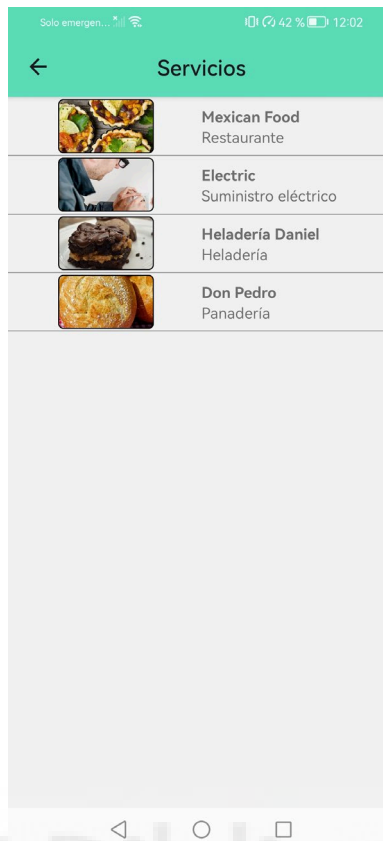 Solo emergen... 42 % 12:02
Servicios
Mexican Food
Restaurante
Electric
Suministro eléctrico
Heladería Daniel
Heladería
Don Pedro
Panadería